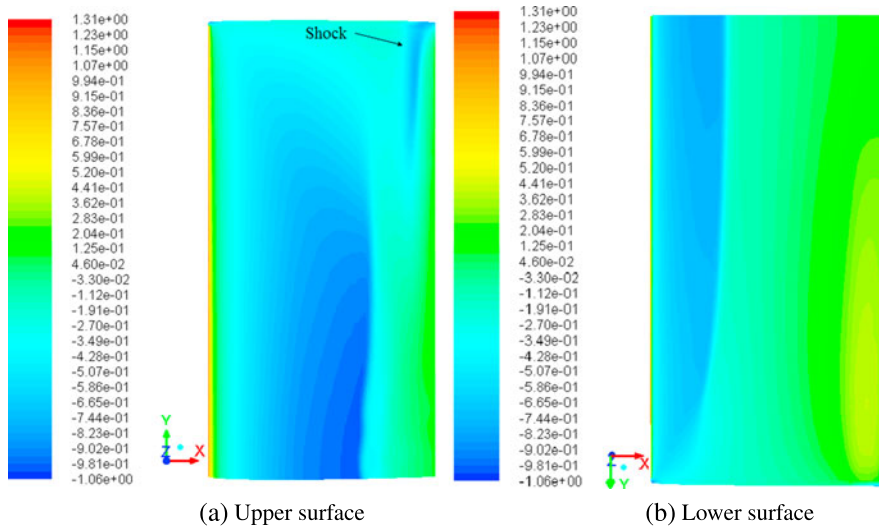 1.31e+00
1.23e+00
1.15e+00
1.07e+00
9.94e-01
9.15e-01
8.36e-01
7.57e-01
6.78e-01
5.99e-01
5.20e-01
4.41e-01
3.62e-01
2.83e-01
2.04e-01
1.25e-01
4.60e-02
-3.30e-02
-1.12e-01
-1.91e-01
-2.70e-01
-3.49e-01
-4.28e-01
-5.07e-01
-5.86e-01
-6.65e-01
-7.44e-01
-8.23e-01
-9.02e-01
-9.81e-01
-1.06e+00
Y
Z
X
Shock
1.31e+00
1.23e+00
1.15e+00
1.07e+00
9.94e-01
9.15e-01
8.36e-01
7.57e-01
6.78e-01
5.99e-01
5.20e-01
4.41e-01
3.62e-01
2.83e-01
2.04e-01
1.25e-01
4.60e-02
-3.30e-02
-1.12e-01
-1.91e-01
-2.70e-01
-3.49e-01
-4.28e-01
-5.07e-01
-5.86e-01
-6.65e-01
-7.44e-01
-8.23e-01
-9.02e-01
-9.81e-01
-1.06e+00
Z
X
Y
(a) Upper surface
(b) Lower surface